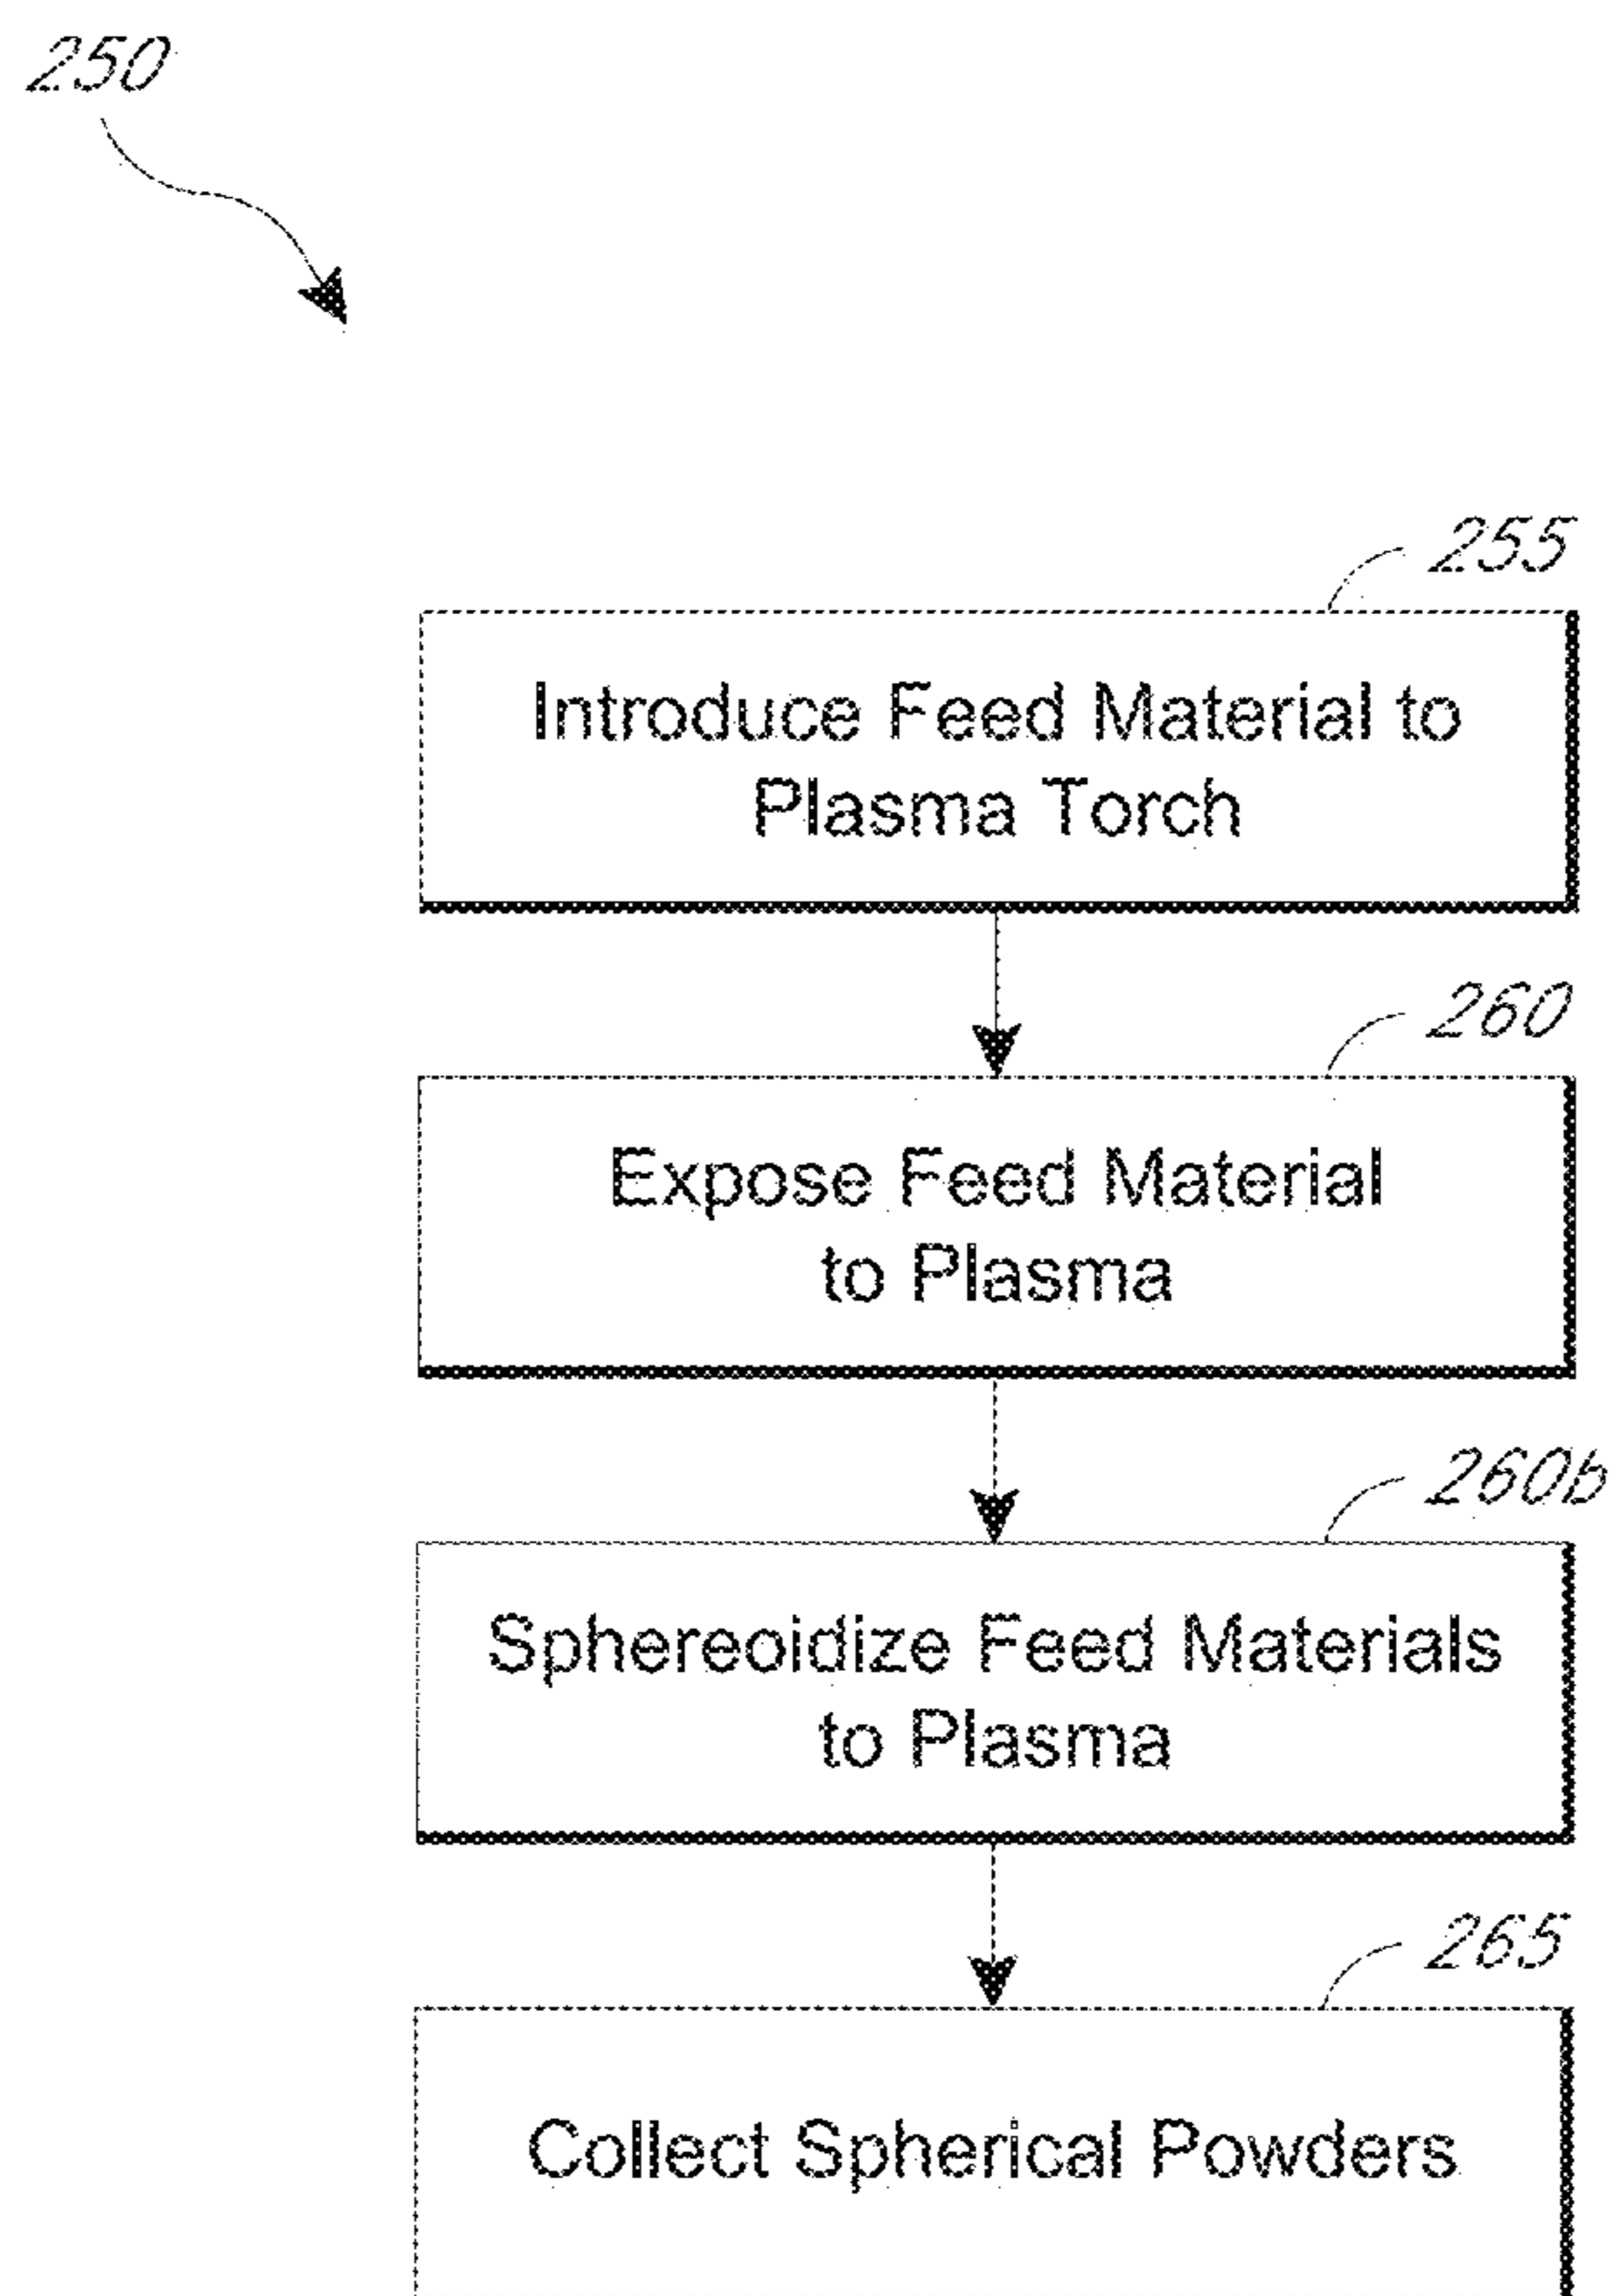 250
255
Introduce Feed Material to
Plasma Torch
260
Expose Feed Material
to Plasma
260b
Sphereoidize Feed Materials
to Plasma
265
Collect Spherical Powders